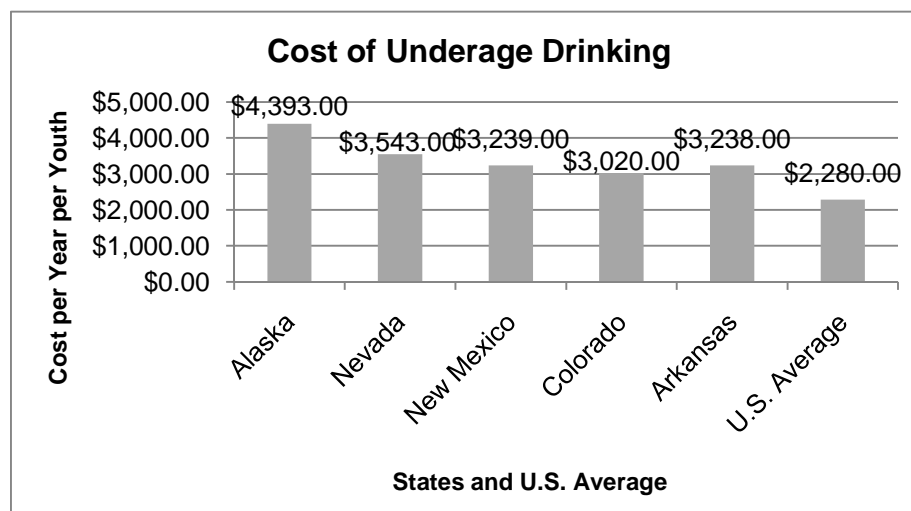 Cost of Underage Drinking
Cost per Year per Youth
$5,000.00
$4,000.00
$3,000.00
$2,000.00
$1,000.00
$0.00
$4,393.00
$3,543.00
$3,239.00
$3,020.00
$3,238.00
$2,280.00
Alaska
Nevada
New Mexico
Colorado
Arkansas
U.S. Average
States and U.S. Average